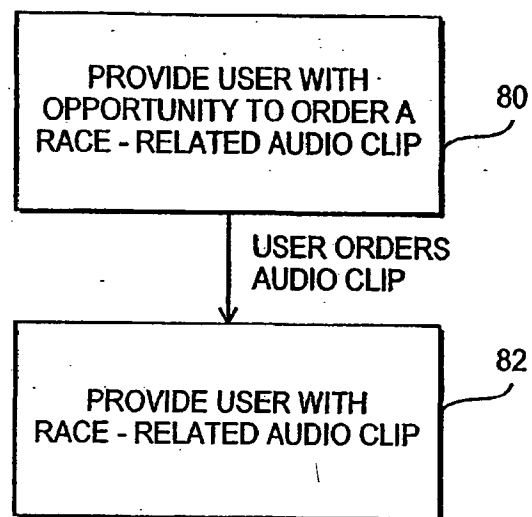 PROVIDE USER WITH
OPPORTUNITY TO ORDER A
RACE - RELATED AUDIO CLIP
80
USER ORDERS
AUDIO CLIP
82
PROVIDE USER WITH
RACE - RELATED AUDIO CLIP